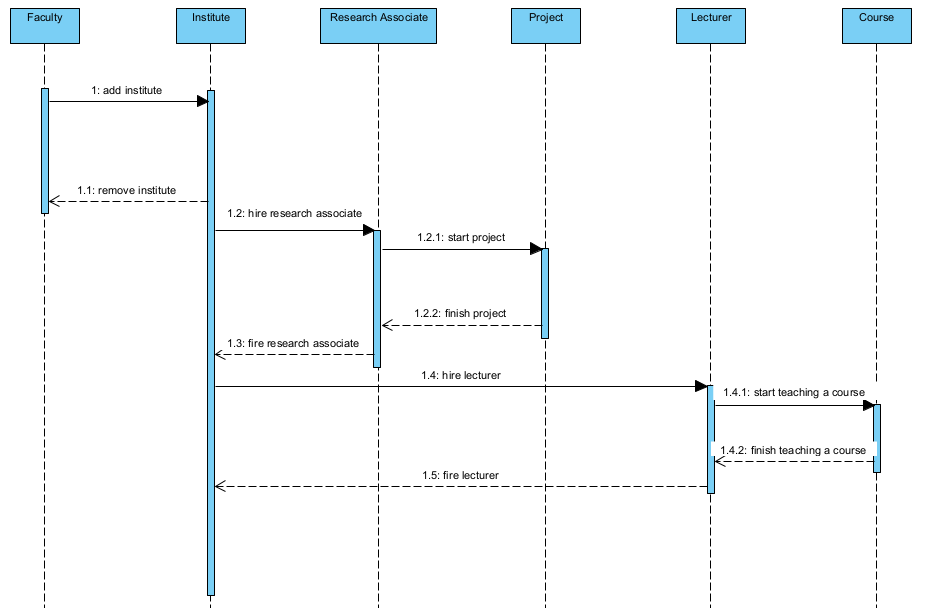 Faculty
Institute
Research Associate
Project
Lecturer
Course
1: add institute
1.1: remove institute
1.2: hire research associate
1.2.1: start project
1.2.2: finish project
1.3: fire research associate
1.4: hire lecturer
1.4.1: start teaching a course
1.4.2: finish teaching a course
1.5: fire lecturer